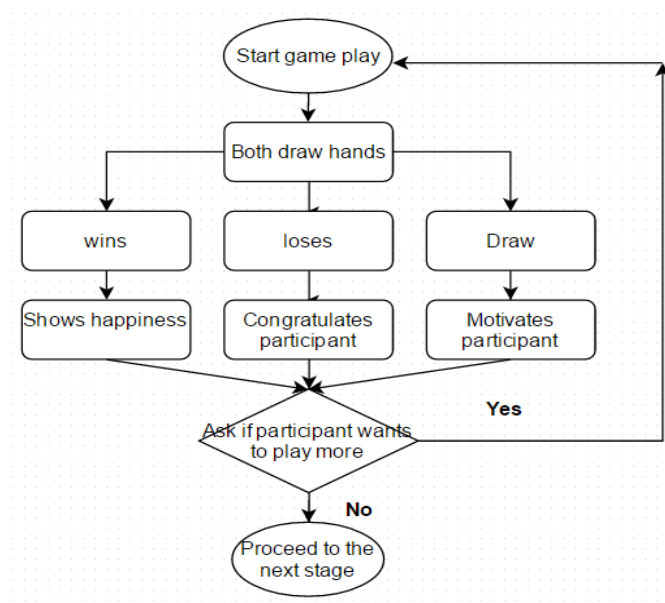 Start game play
Both draw hands
wins
loses
Draw
Shows happiness
Congratulates
participant
Motivates
participant
Ask if participant wants
to play more
Yes
No
Proceed to the
next stage